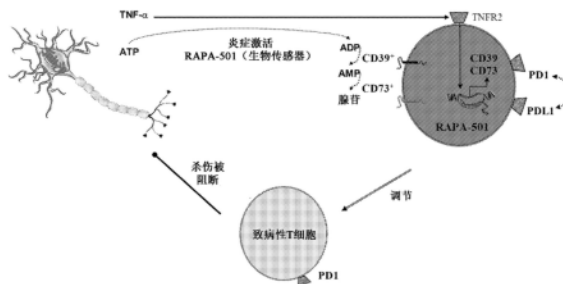 TNF-α
TNFR2
ATP
炎症激活
RAPA-501（生物传感器）
ADP
CD39+
AMP
CD73+
腺苷
CD39
CD73
PD1
PDL1
RAPA-501
杀伤被
阻断
调节
致病性T细胞
PD1